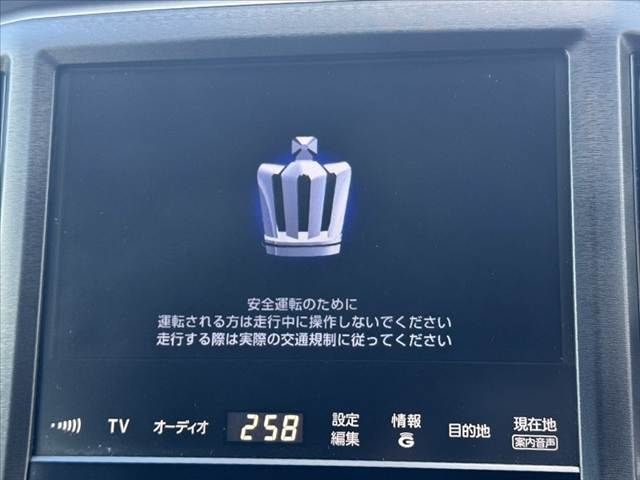 安全運転のために
運転される方は走行中に操作しないでください
走行する際は実際の交通規制に従ってください
TV オーディオ 258 設定編集 情報G 目的地 現在地 案内音声